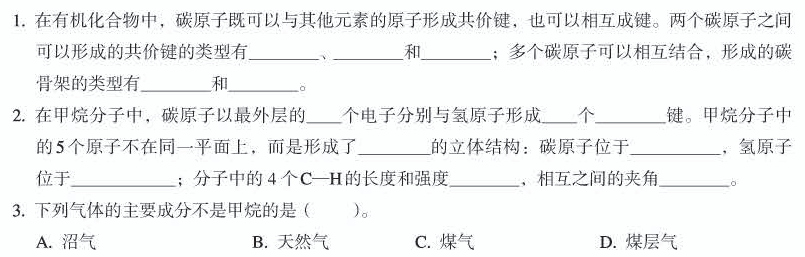 1. 在有机化合物中，碳原子既可以与其他元素的原子形成共价键，也可以相互成键。两个碳原子之间
可以形成的共价键的类型有________、________和________；多个碳原子可以相互结合，形成的碳
骨架的类型有________和________。
2. 在甲烷分子中，碳原子以最外层的____个电子分别与氢原子形成____个________键。甲烷分子中
的5个原子不在同一平面上，而是形成了________的立体结构：碳原子位于__________，氢原子
位于____________；分子中的4个C—H的长度和强度________，相互之间的夹角________。
3. 下列气体的主要成分不是甲烷的是（　　）。
A. 沼气　　B. 天然气　　C. 煤气　　D. 煤层气